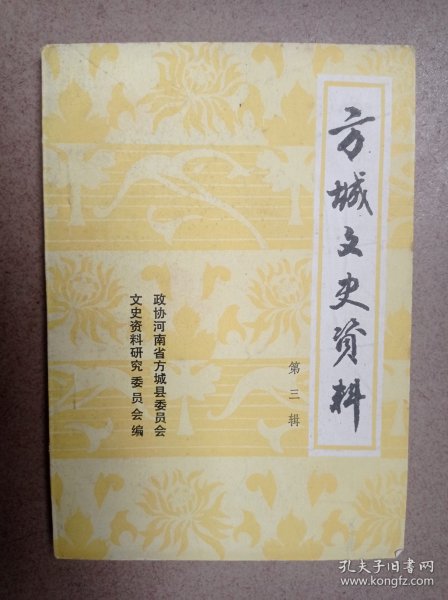 方城文史资料
第三辑
政协河南省方城县委员会
文史资料研究委员会编
孔夫子旧书网
www.kongfz.com